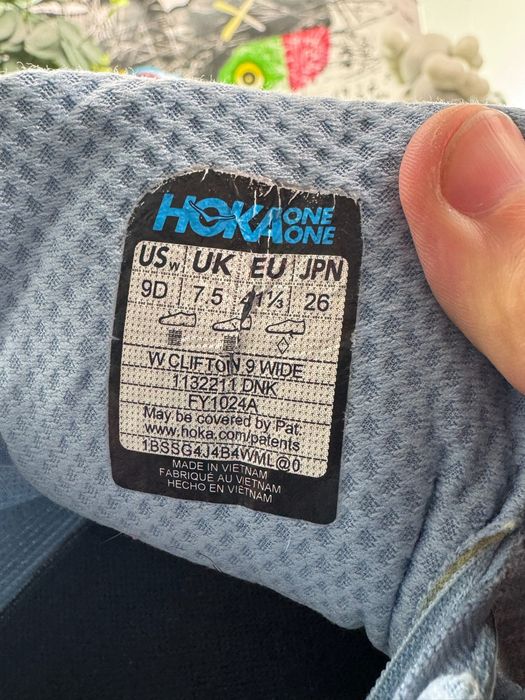 HOKA ONE ONE
USw UK EU JPN
9D 7.5 41⅓ 26
W CLIFTON 9 WIDE
1132211 DNK
FY1024A
May be covered by Pat.
www.hoka.com/patents
1BSSG4J4B4WML@0
MADE IN VIETNAM
FABRIQUÉ AU VIETNAM
HECHO EN VIETNAM